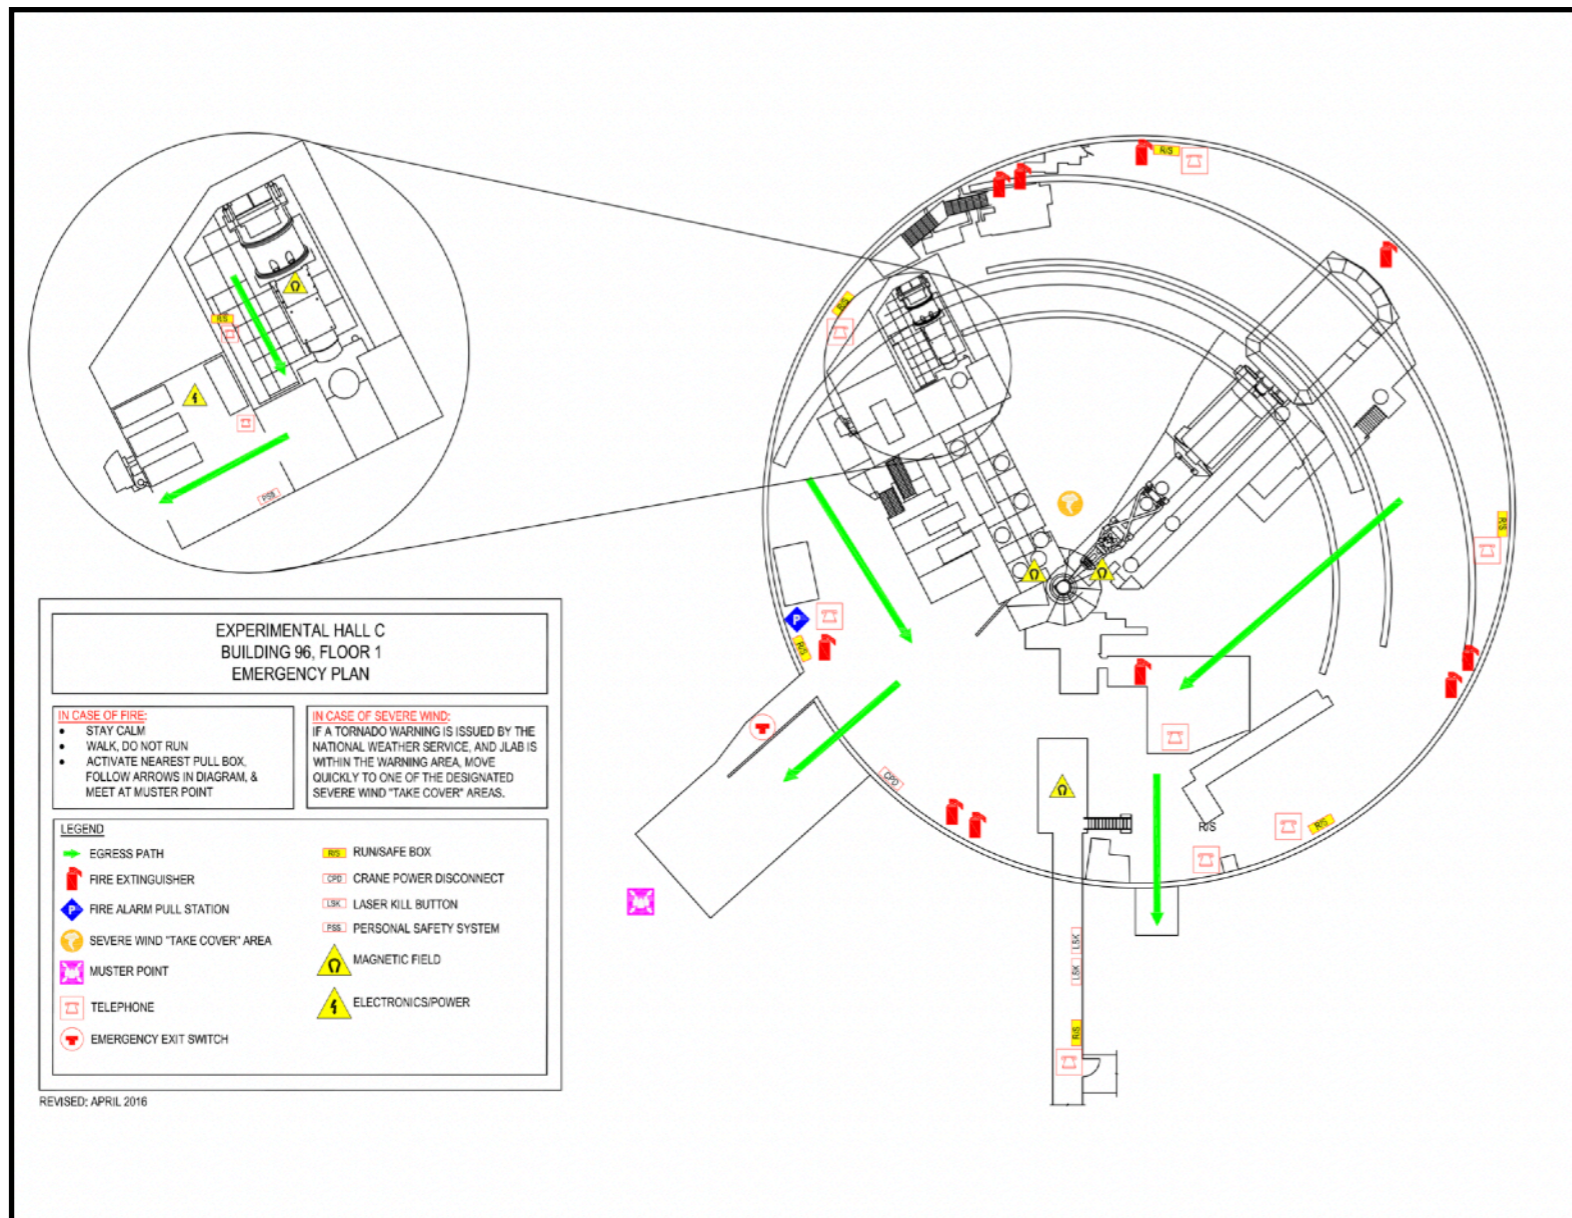 R/S
R/S
R/S
PSS
R/S
P
R/S
CPD
R/S
R/S
LSK
LSK
R/S
EXPERIMENTAL HALL C
BUILDING 96, FLOOR 1
EMERGENCY PLAN
IN CASE OF FIRE:
• STAY CALM
• WALK, DO NOT RUN
• ACTIVATE NEAREST PULL BOX,
FOLLOW ARROWS IN DIAGRAM, &
MEET AT MUSTER POINT
IN CASE OF SEVERE WIND:
IF A TORNADO WARNING IS ISSUED BY THE
NATIONAL WEATHER SERVICE, AND JLAB IS
WITHIN THE WARNING AREA, MOVE
QUICKLY TO ONE OF THE DESIGNATED
SEVERE WIND "TAKE COVER" AREAS.
LEGEND
EGRESS PATH
FIRE EXTINGUISHER
P FIRE ALARM PULL STATION
SEVERE WIND "TAKE COVER" AREA
MUSTER POINT
TELEPHONE
EMERGENCY EXIT SWITCH
R/S RUN/SAFE BOX
CPD CRANE POWER DISCONNECT
LSK LASER KILL BUTTON
PSS PERSONAL SAFETY SYSTEM
MAGNETIC FIELD
ELECTRONICS/POWER
REVISED: APRIL 2016